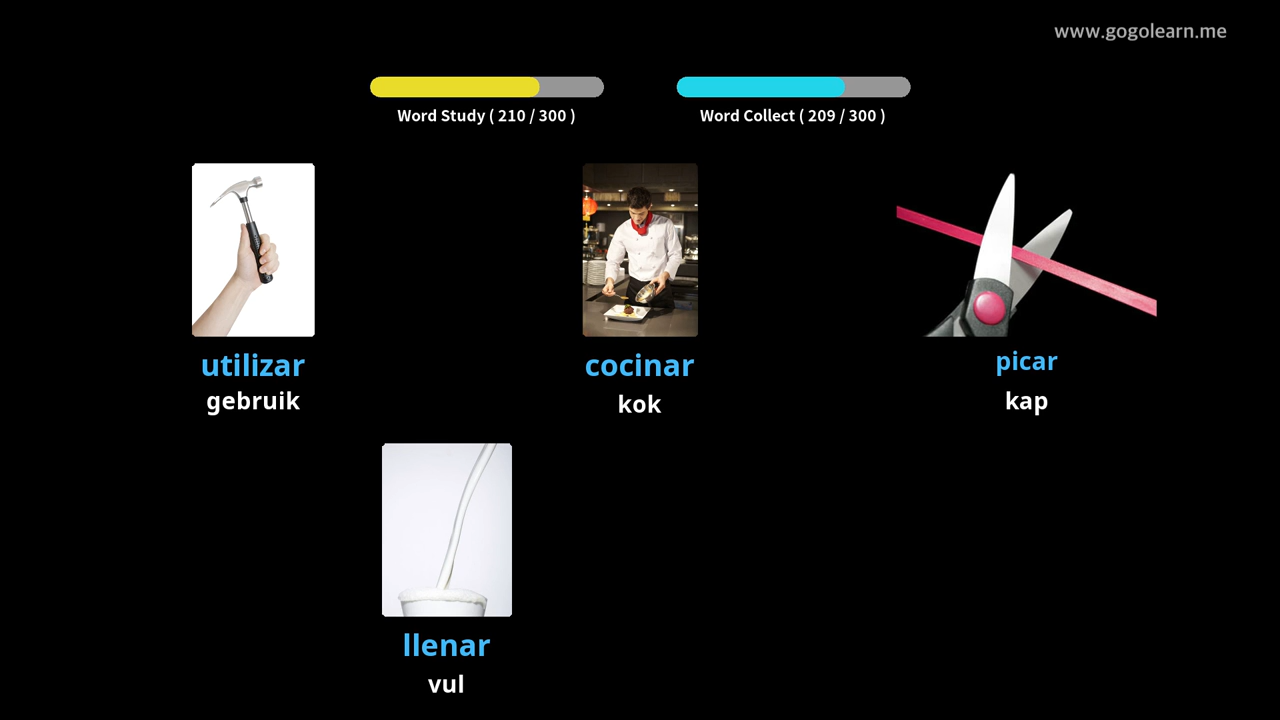 www.gogolearn.me
Word Study ( 210 / 300 )
Word Collect ( 209 / 300 )
utilizar
gebruik
cocinar
kok
picar
kap
llenar
vul